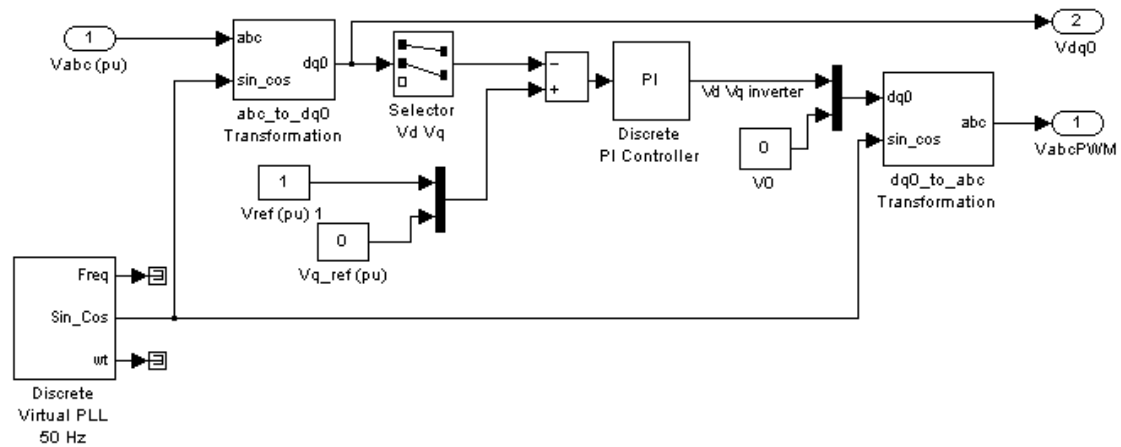 1
Vabc (pu)
abc
sin_cos
dq0
abc_to_dq0
Transformation
Selector
Vd Vq
−
+
PI
Discrete
PI Controller
Vd Vq inverter
0
V0
dq0
sin_cos
abc
dq0_to_abc
Transformation
2
Vdq0
1
VabcPWM
1
Vref (pu) 1
0
Vq_ref (pu)
Freq
Sin_Cos
wt
Discrete
Virtual PLL
50 Hz